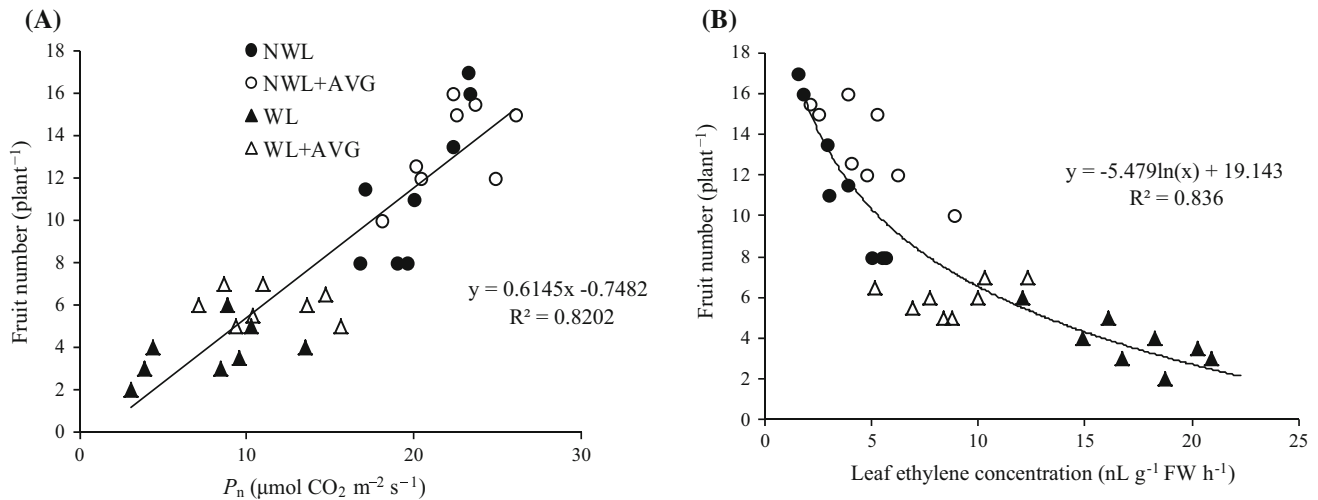 (A)
Fruit number (plant⁻¹)
18
16
14
12
10
8
6
4
2
0
NWL
NWL+AVG
WL
WL+AVG
y = 0.6145x -0.7482
R² = 0.8202
0 10 20 30
Pn (μmol CO₂ m⁻² s⁻¹)
(B)
Fruit number (plant⁻¹)
18
16
14
12
10
8
6
4
2
0
y = -5.479ln(x) + 19.143
R² = 0.836
0 5 10 15 20 25
Leaf ethylene concentration (nL g⁻¹ FW h⁻¹)